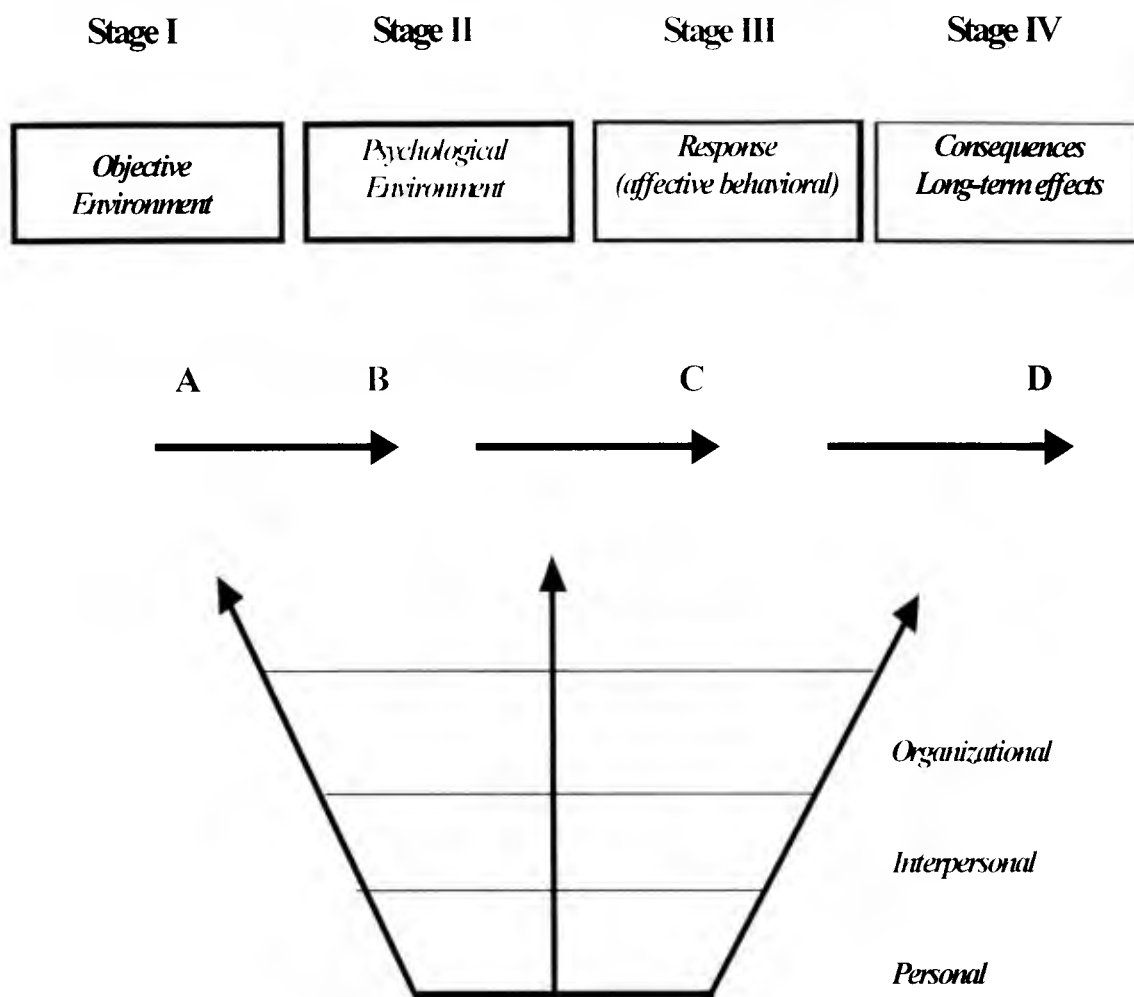 Stage I Stage II Stage III Stage IV
Objective
Environment
Psychological
Environment
Response
(affective behavioral)
Consequences
Long-term effects
A B C D
Organizational
Interpersonal
Personal